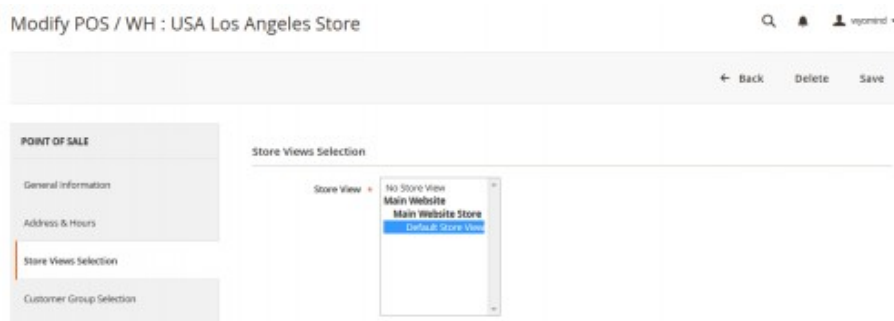 Modify POS / WH : USA Los Angeles Store
wyomind
← Back Delete Save
POINT OF SALE
General Information
Address & Hours
Store Views Selection
Customer Group Selection
Store Views Selection
Store View *
No Store View
Main Website
Main Website Store
Default Store View